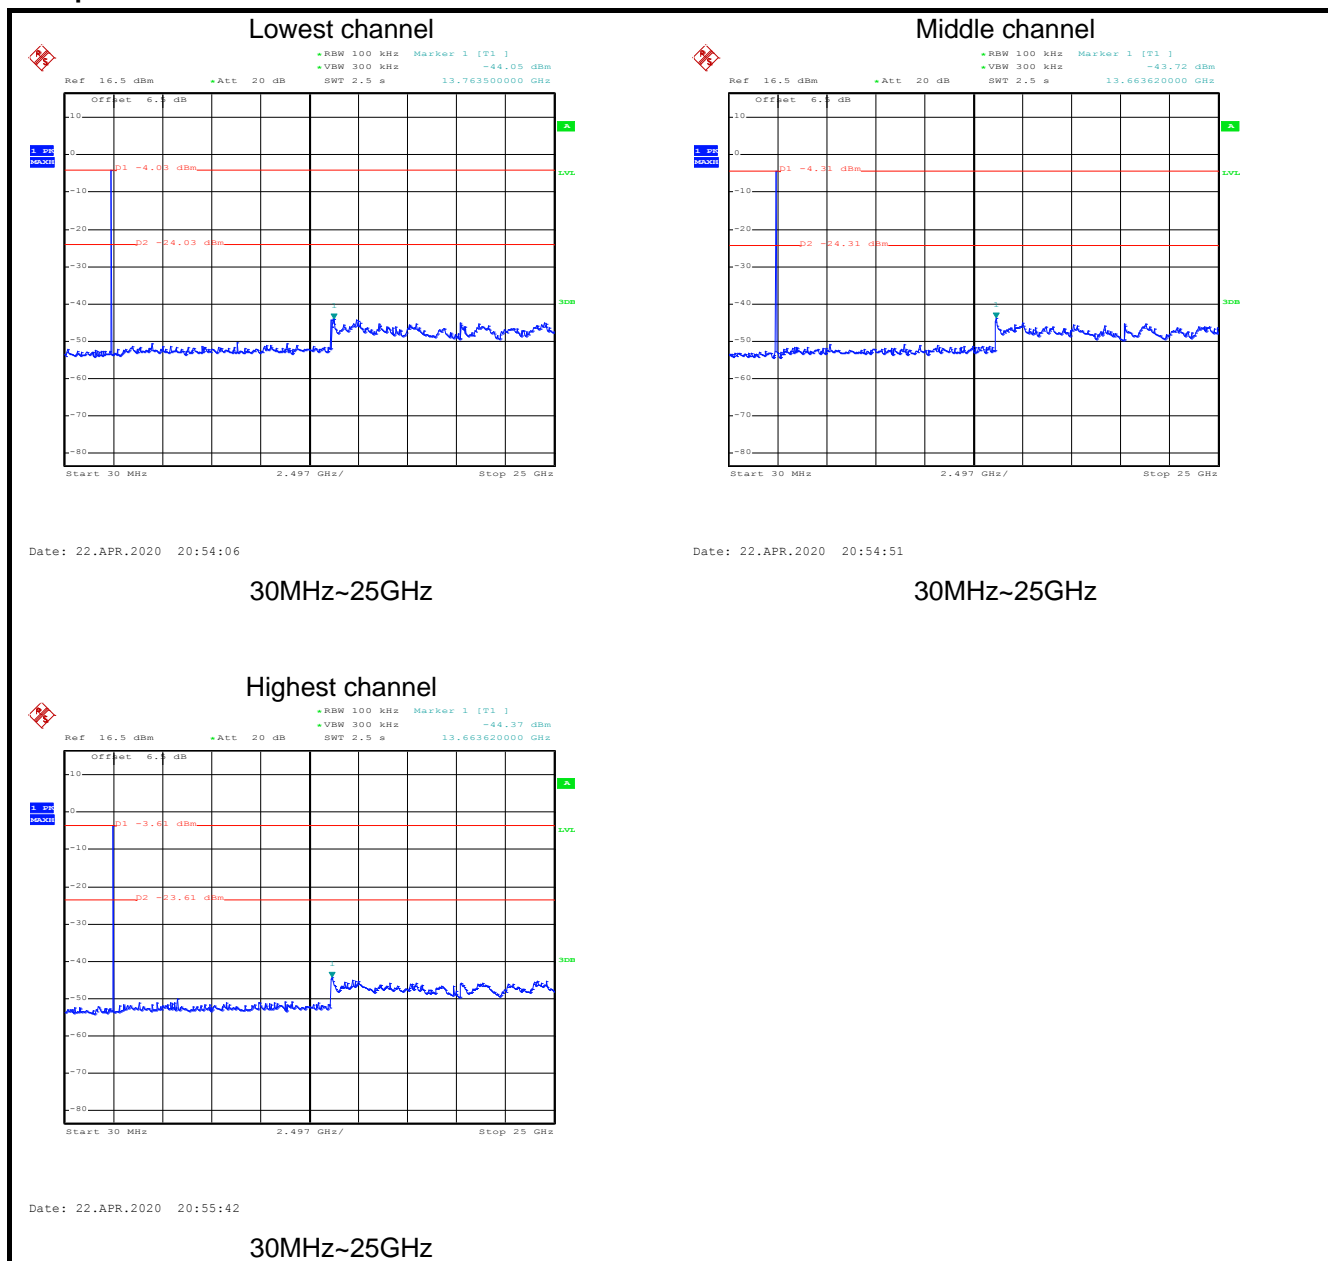 Lowest channel
RBW 100 kHz Marker 1 [T1 ]
VBW 300 kHz -44.05 dBm
Ref 16.5 dBm Att 20 dB SWT 2.5 s 13.763500000 GHz
Offset 6.5 dB
10
A
1 PK
MAXH
0
D1 -4.03 dBm
LVL
-10
-20
D2 -24.03 dBm
-30
-40
1
3DB
-50
-60
-70
-80
Start 30 MHz 2.497 GHz/ Stop 25 GHz
Date: 22.APR.2020 20:54:06
30MHz~25GHz
Middle channel
RBW 100 kHz Marker 1 [T1 ]
VBW 300 kHz -43.72 dBm
Ref 16.5 dBm Att 20 dB SWT 2.5 s 13.663620000 GHz
Offset 6.5 dB
10
A
1 PK
MAXH
0
D1 -4.31 dBm
LVL
-10
-20
D2 -24.31 dBm
-30
-40
1
3DB
-50
-60
-70
-80
Start 30 MHz 2.497 GHz/ Stop 25 GHz
Date: 22.APR.2020 20:54:51
30MHz~25GHz
Highest channel
RBW 100 kHz Marker 1 [T1 ]
VBW 300 kHz -44.37 dBm
Ref 16.5 dBm Att 20 dB SWT 2.5 s 13.663620000 GHz
Offset 6.5 dB
10
A
1 PK
MAXH
0
D1 -3.61 dBm
LVL
-10
-20
D2 -23.61 dBm
-30
-40
1
3DB
-50
-60
-70
-80
Start 30 MHz 2.497 GHz/ Stop 25 GHz
Date: 22.APR.2020 20:55:42
30MHz~25GHz